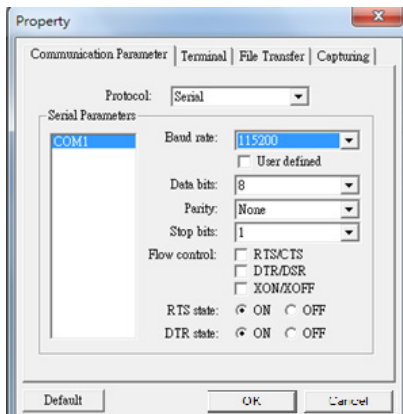 Property
Communication Parameter Terminal File Transfer Capturing
Protocol: Serial
Serial Parameters
COM1
Baud rate: 115200
User defined
Data bits: 8
Parity: None
Stop bits: 1
Flow control: RTS/CTS
DTR/DSR
XON/XOFF
RTS state: ON OFF
DTR state: ON OFF
Default OK Cancel